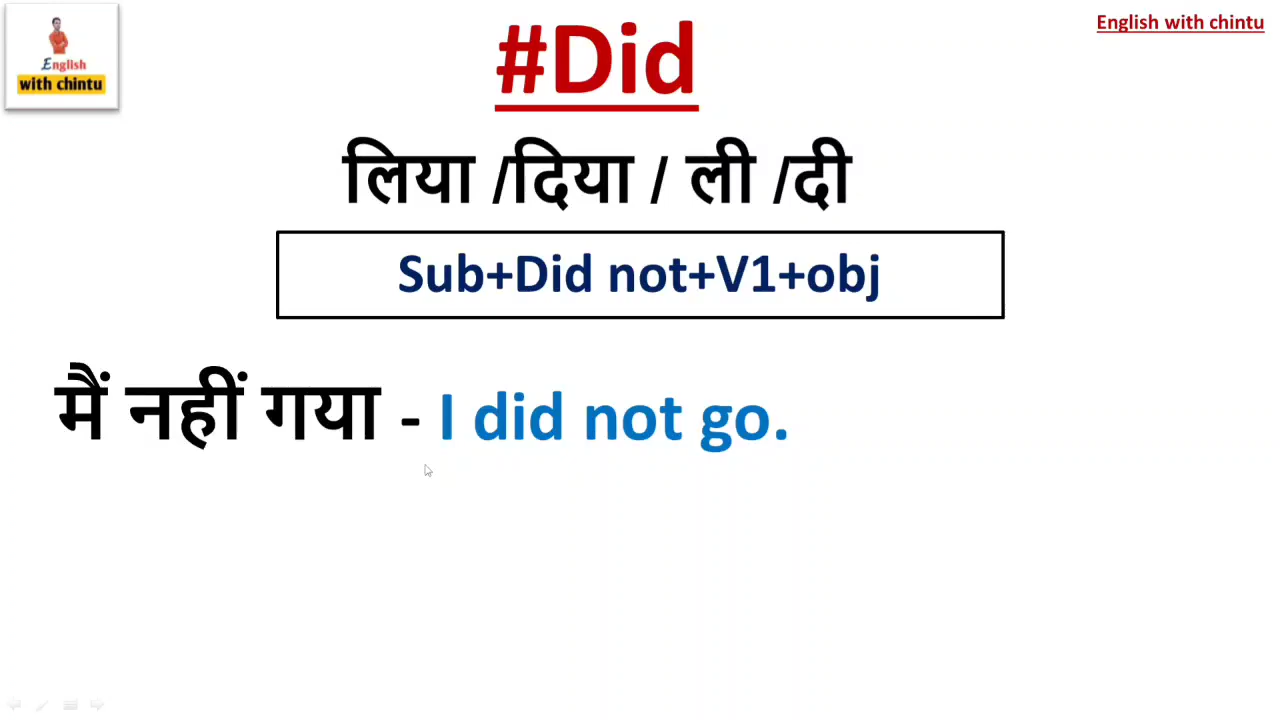 English with chintu
#Did
English
with chintu
लिया /दिया / ली /दी
Sub+Did not+V1+obj
मैं नहीं गया - I did not go.